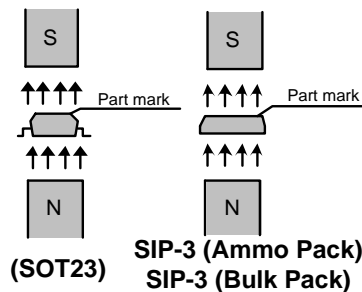 S
S
Part mark
Part mark
N
N
(SOT23)
SIP-3 (Ammo Pack)
SIP-3 (Bulk Pack)